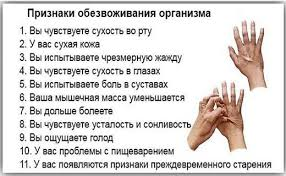 Признаки обезвоживания организма
1. Вы чувствуете сухость во рту
2. У вас сухая кожа
3. Вы испытываете чрезмерную жажду
4. Вы чувствуете сухость в глазах
5. Вы испытываете боль в суставах
6. Ваша мышечная масса уменьшается
7. Вы дольше болеете
8. Вы чувствуете усталость и сонливость
9. Вы ощущаете голод
10. У вас проблемы с пищеварением
11. У вас появляются признаки преждевременного старения